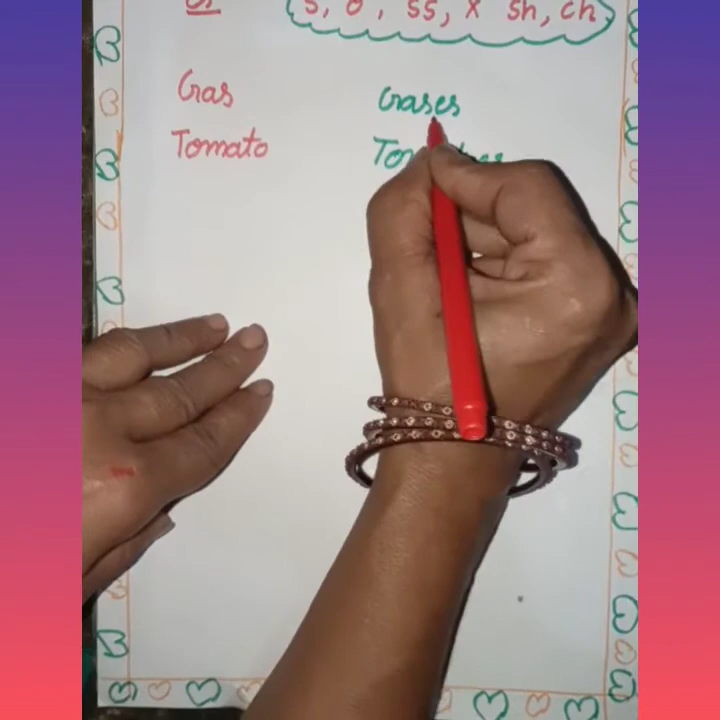 s, o, ss, x sh, ch
Gas Gases
Tomato